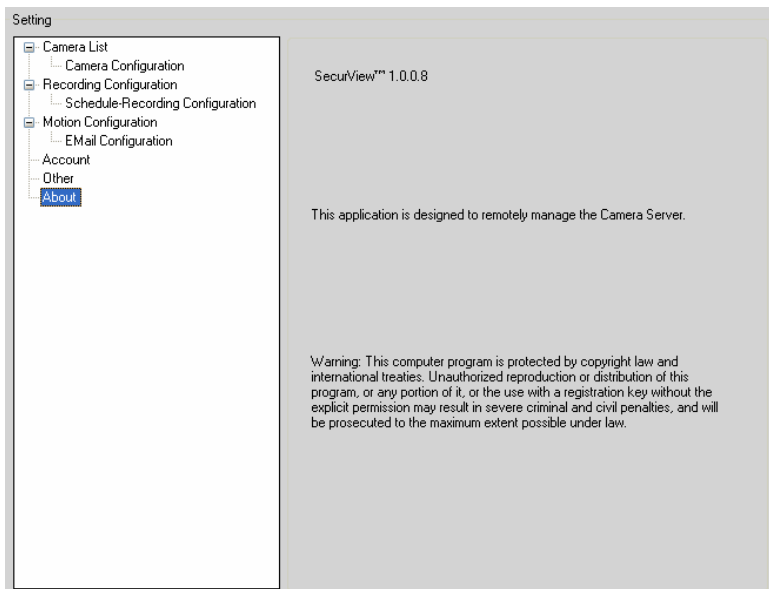 Setting
Camera List
Camera Configuration
Recording Configuration
Schedule-Recording Configuration
Motion Configuration
EMail Configuration
Account
Other
About
SecurView™ 1.0.0.8
This application is designed to remotely manage the Camera Server.
Warning: This computer program is protected by copyright law and
international treaties. Unauthorized reproduction or distribution of this
program, or any portion of it, or the use with a registration key without the
explicit permission may result in severe criminal and civil penalties, and will
be prosecuted to the maximum extent possible under law.